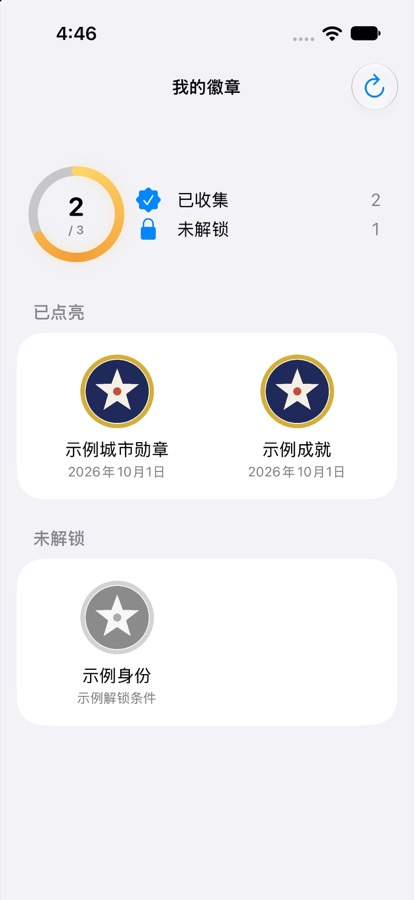 4:46
我的徽章
2
/ 3
已收集 2
未解锁 1
已点亮
示例城市勋章 示例成就
2026年10月1日 2026年10月1日
未解锁
示例身份
示例解锁条件